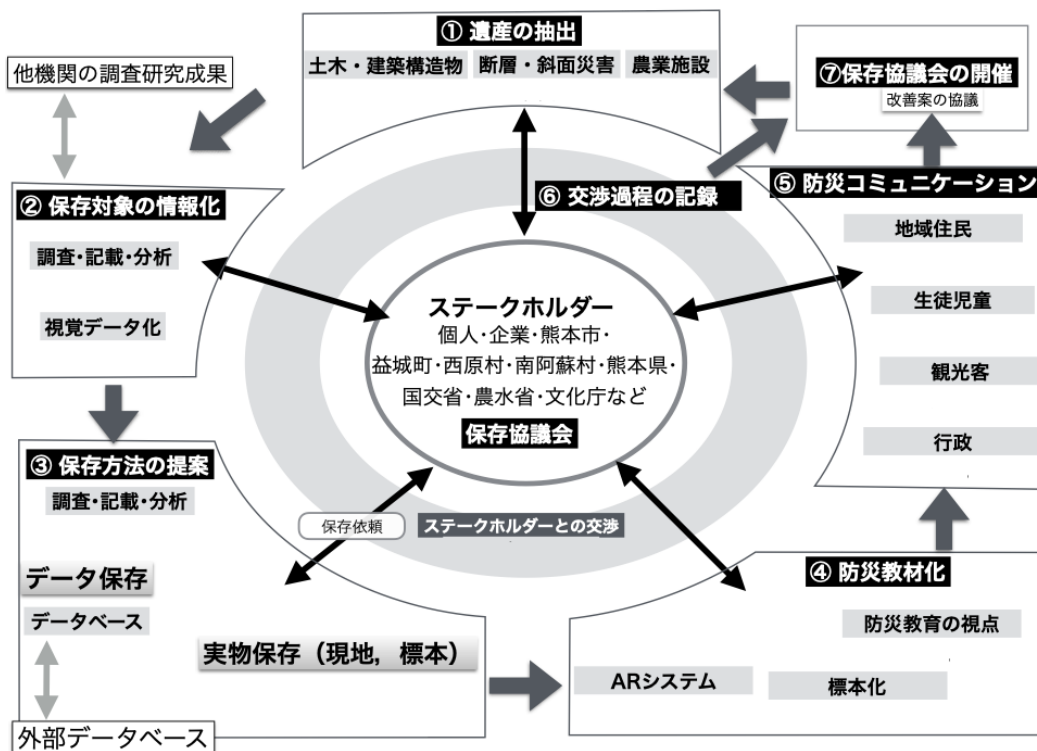 ① 遺産の抽出
土木・建築構造物
断層・斜面災害
農業施設
他機関の調査研究成果
② 保存対象の情報化
調査・記載・分析
視覚データ化
③ 保存方法の提案
調査・記載・分析
データ保存
データベース
外部データベース
実物保存（現地，標本）
④ 防災教材化
防災教育の視点
ARシステム
標本化
⑤ 防災コミュニケーション
地域住民
生徒児童
観光客
行政
⑥ 交渉過程の記録
⑦保存協議会の開催
改善案の協議
ステークホルダー
個人・企業・熊本市・
益城町・西原村・南阿蘇村・熊本県・
国交省・農水省・文化庁など
保存協議会
保存依頼
ステークホルダーとの交渉